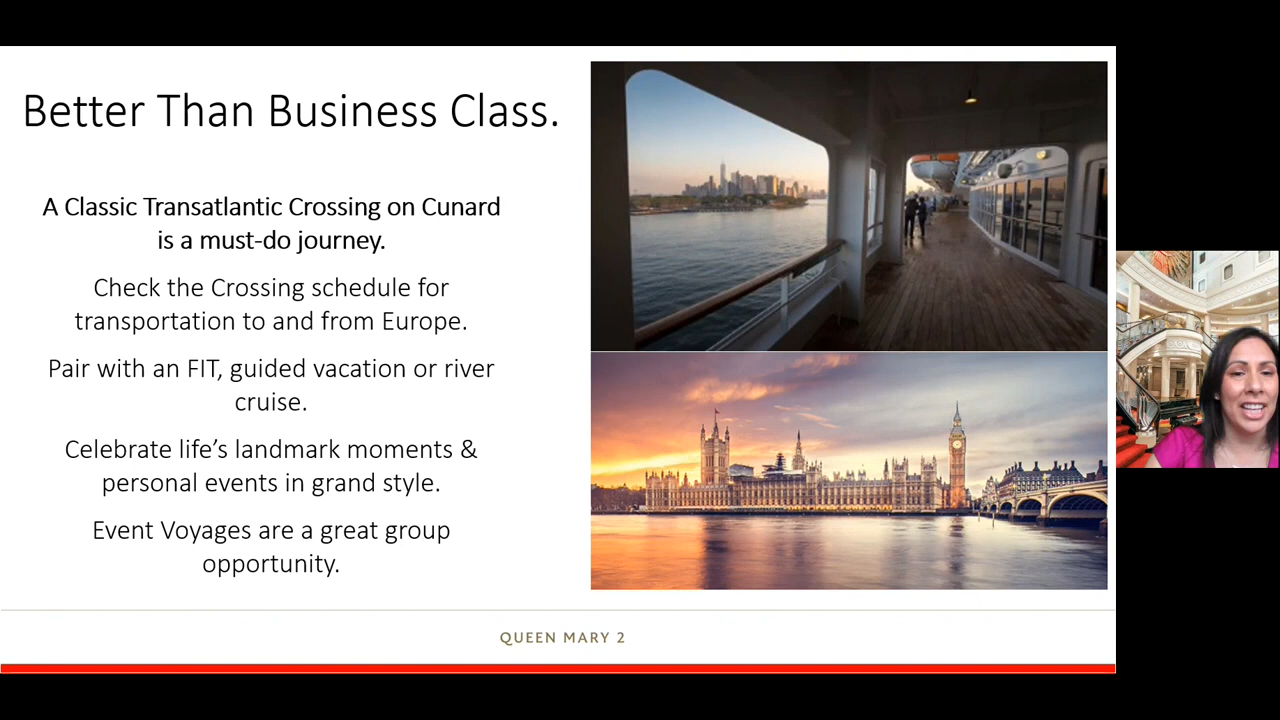 Better Than Business Class.
A Classic Transatlantic Crossing on Cunard
is a must-do journey.
Check the Crossing schedule for
transportation to and from Europe.
Pair with an FIT, guided vacation or river
cruise.
Celebrate life’s landmark moments &
personal events in grand style.
Event Voyages are a great group
opportunity.
QUEEN MARY 2